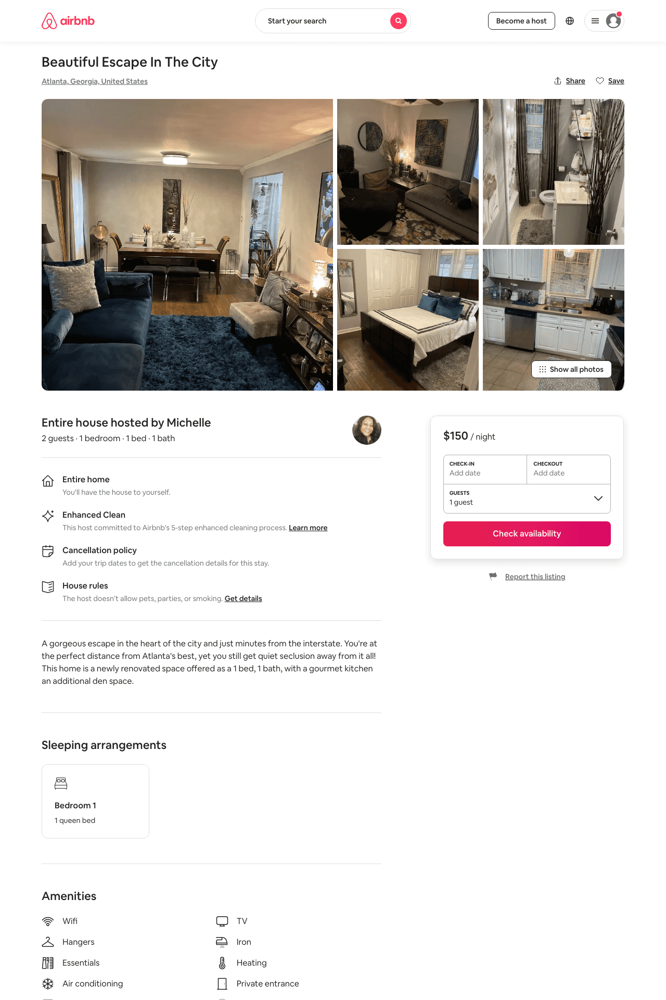 airbnb
Start your search
Become a host
Beautiful Escape In The City
Atlanta, Georgia, United States
Share
Save
Show all photos
Entire house hosted by Michelle
2 guests · 1 bedroom · 1 bed · 1 bath
Entire home
You’ll have the house to yourself.
Enhanced Clean
This host committed to Airbnb's 5-step enhanced cleaning process. Learn more
Cancellation policy
Add your trip dates to get the cancellation details for this stay.
House rules
The host doesn’t allow pets, parties, or smoking. Get details
$150 / night
CHECK-IN
Add date
CHECKOUT
Add date
GUESTS
1 guest
Check availability
Report this listing
A gorgeous escape in the heart of the city and just minutes from the interstate. You're at
the perfect distance from Atlanta's best, yet you still get quiet seclusion away from it all!
This home is a newly renovated space offered as a 1 bed, 1 bath, with a gourmet kitchen
an additional den space.
Sleeping arrangements
Bedroom 1
1 queen bed
Amenities
Wifi
TV
Hangers
Iron
Essentials
Heating
Air conditioning
Private entrance